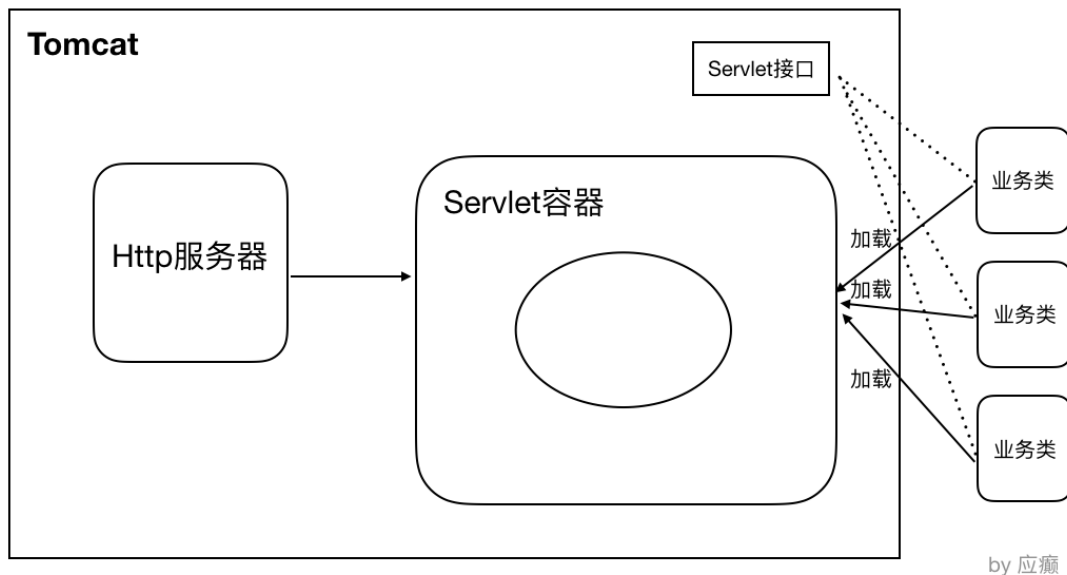 Tomcat
Servlet接口
业务类
Servlet容器
Http服务器
加载
加载
业务类
加载
业务类
by 应癫